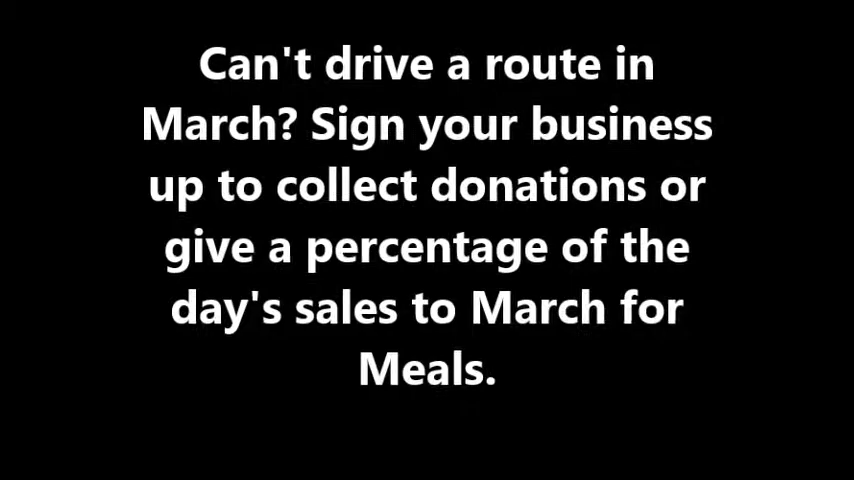 Can't drive a route in
March? Sign your business
up to collect donations or
give a percentage of the
day's sales to March for
Meals.